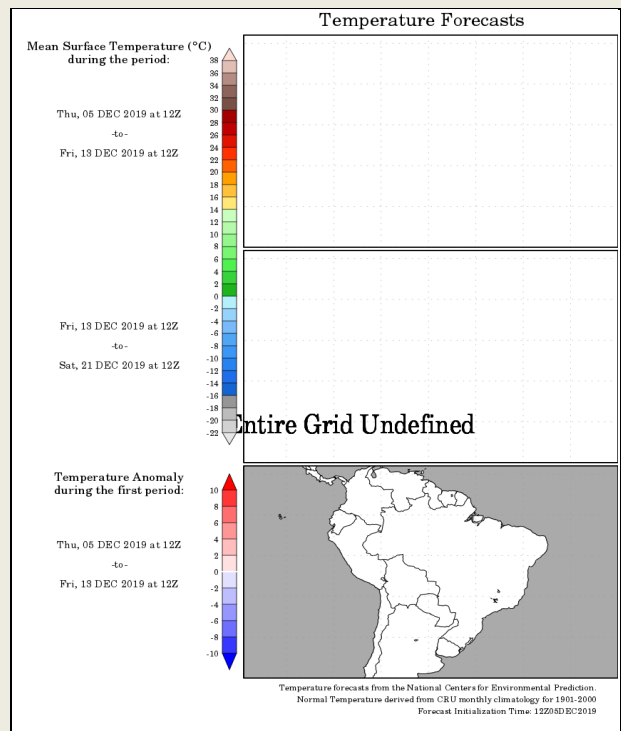 Temperature Forecasts
Mean Surface Temperature (°C)
during the period:
Thu, 05 DEC 2019 at 12Z
-to-
Fri, 13 DEC 2019 at 12Z
38
36
34
32
30
28
26
24
22
20
18
16
14
12
10
8
6
4
2
0
-2
-4
-6
-8
-10
-12
-14
-16
-18
-20
-22
Fri, 13 DEC 2019 at 12Z
-to-
Sat, 21 DEC 2019 at 12Z
Entire Grid Undefined
Temperature Anomaly
during the first period:
Thu, 05 DEC 2019 at 12Z
-to-
Fri, 13 DEC 2019 at 12Z
10
8
6
4
2
0
-2
-4
-6
-8
-10
Temperature forecasts from the National Centers for Environmental Prediction.
Normal Temperature derived from CRU monthly climatology for 1901-2000
Forecast Initialization Time: 12Z05DEC2019